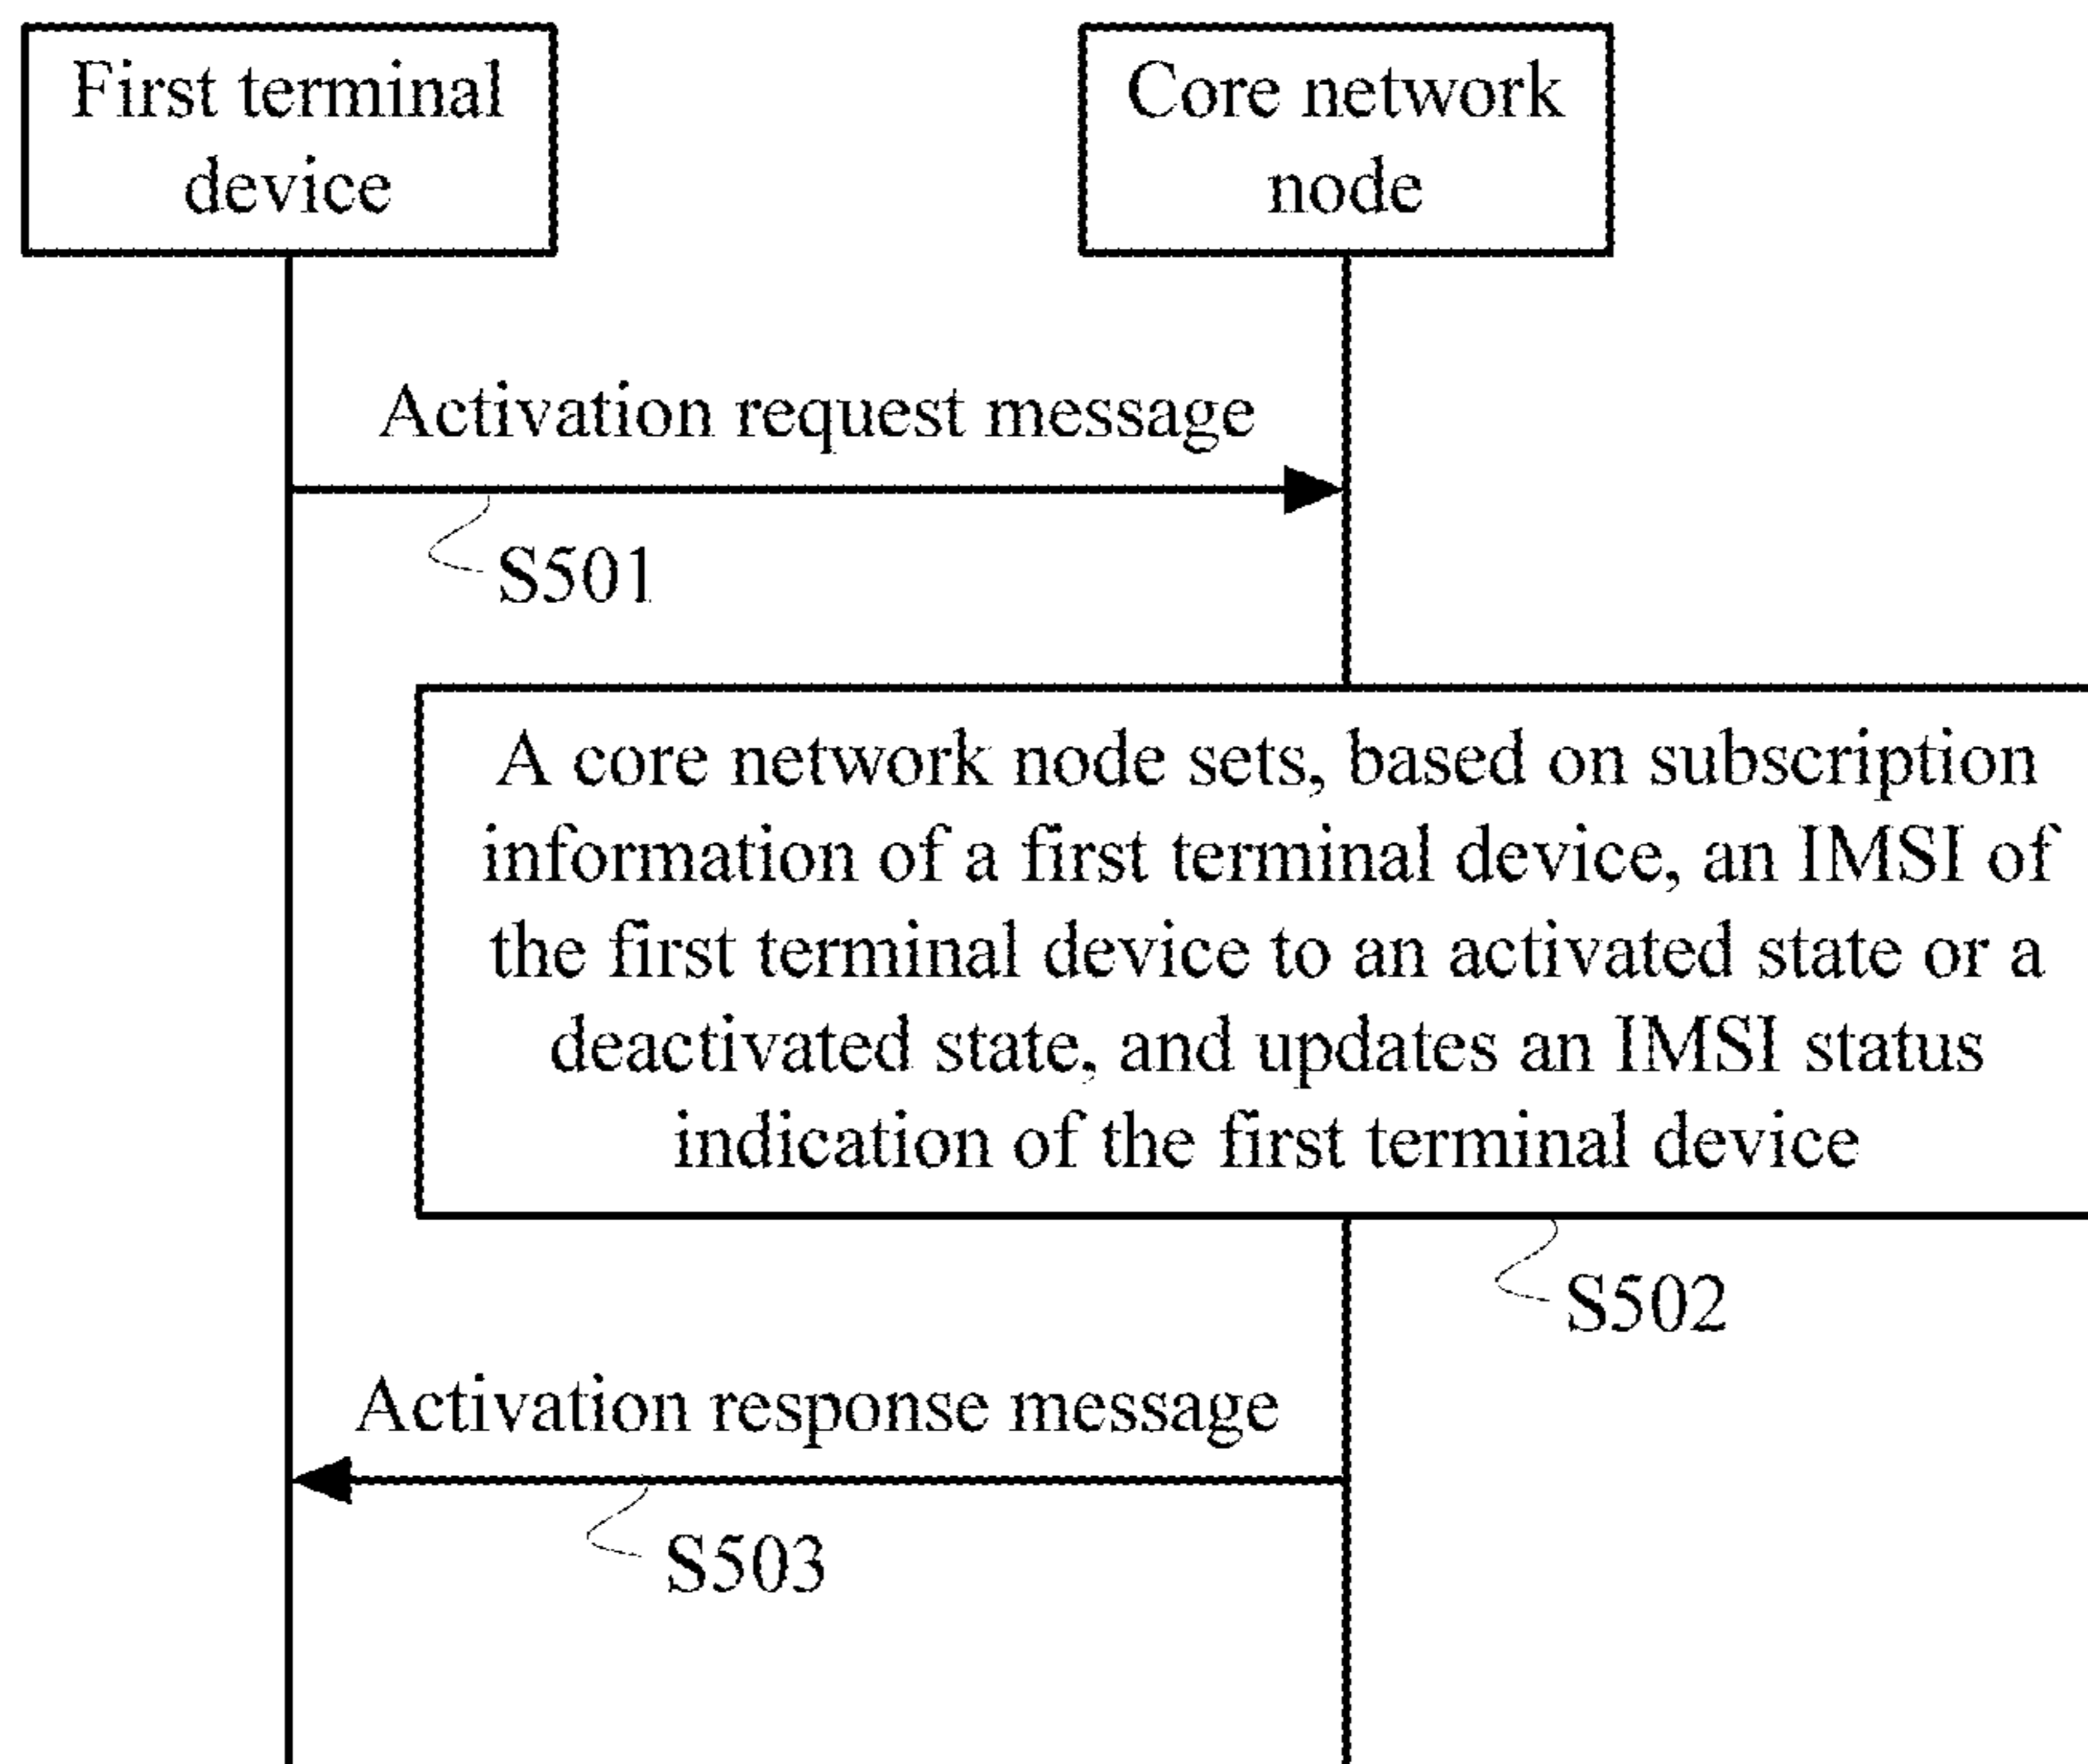 First terminal
device
Core network
node
Activation request message
S501
A core network node sets, based on subscription
information of a first terminal device, an IMSI of
the first terminal device to an activated state or a
deactivated state, and updates an IMSI status
indication of the first terminal device
S502
Activation response message
S503